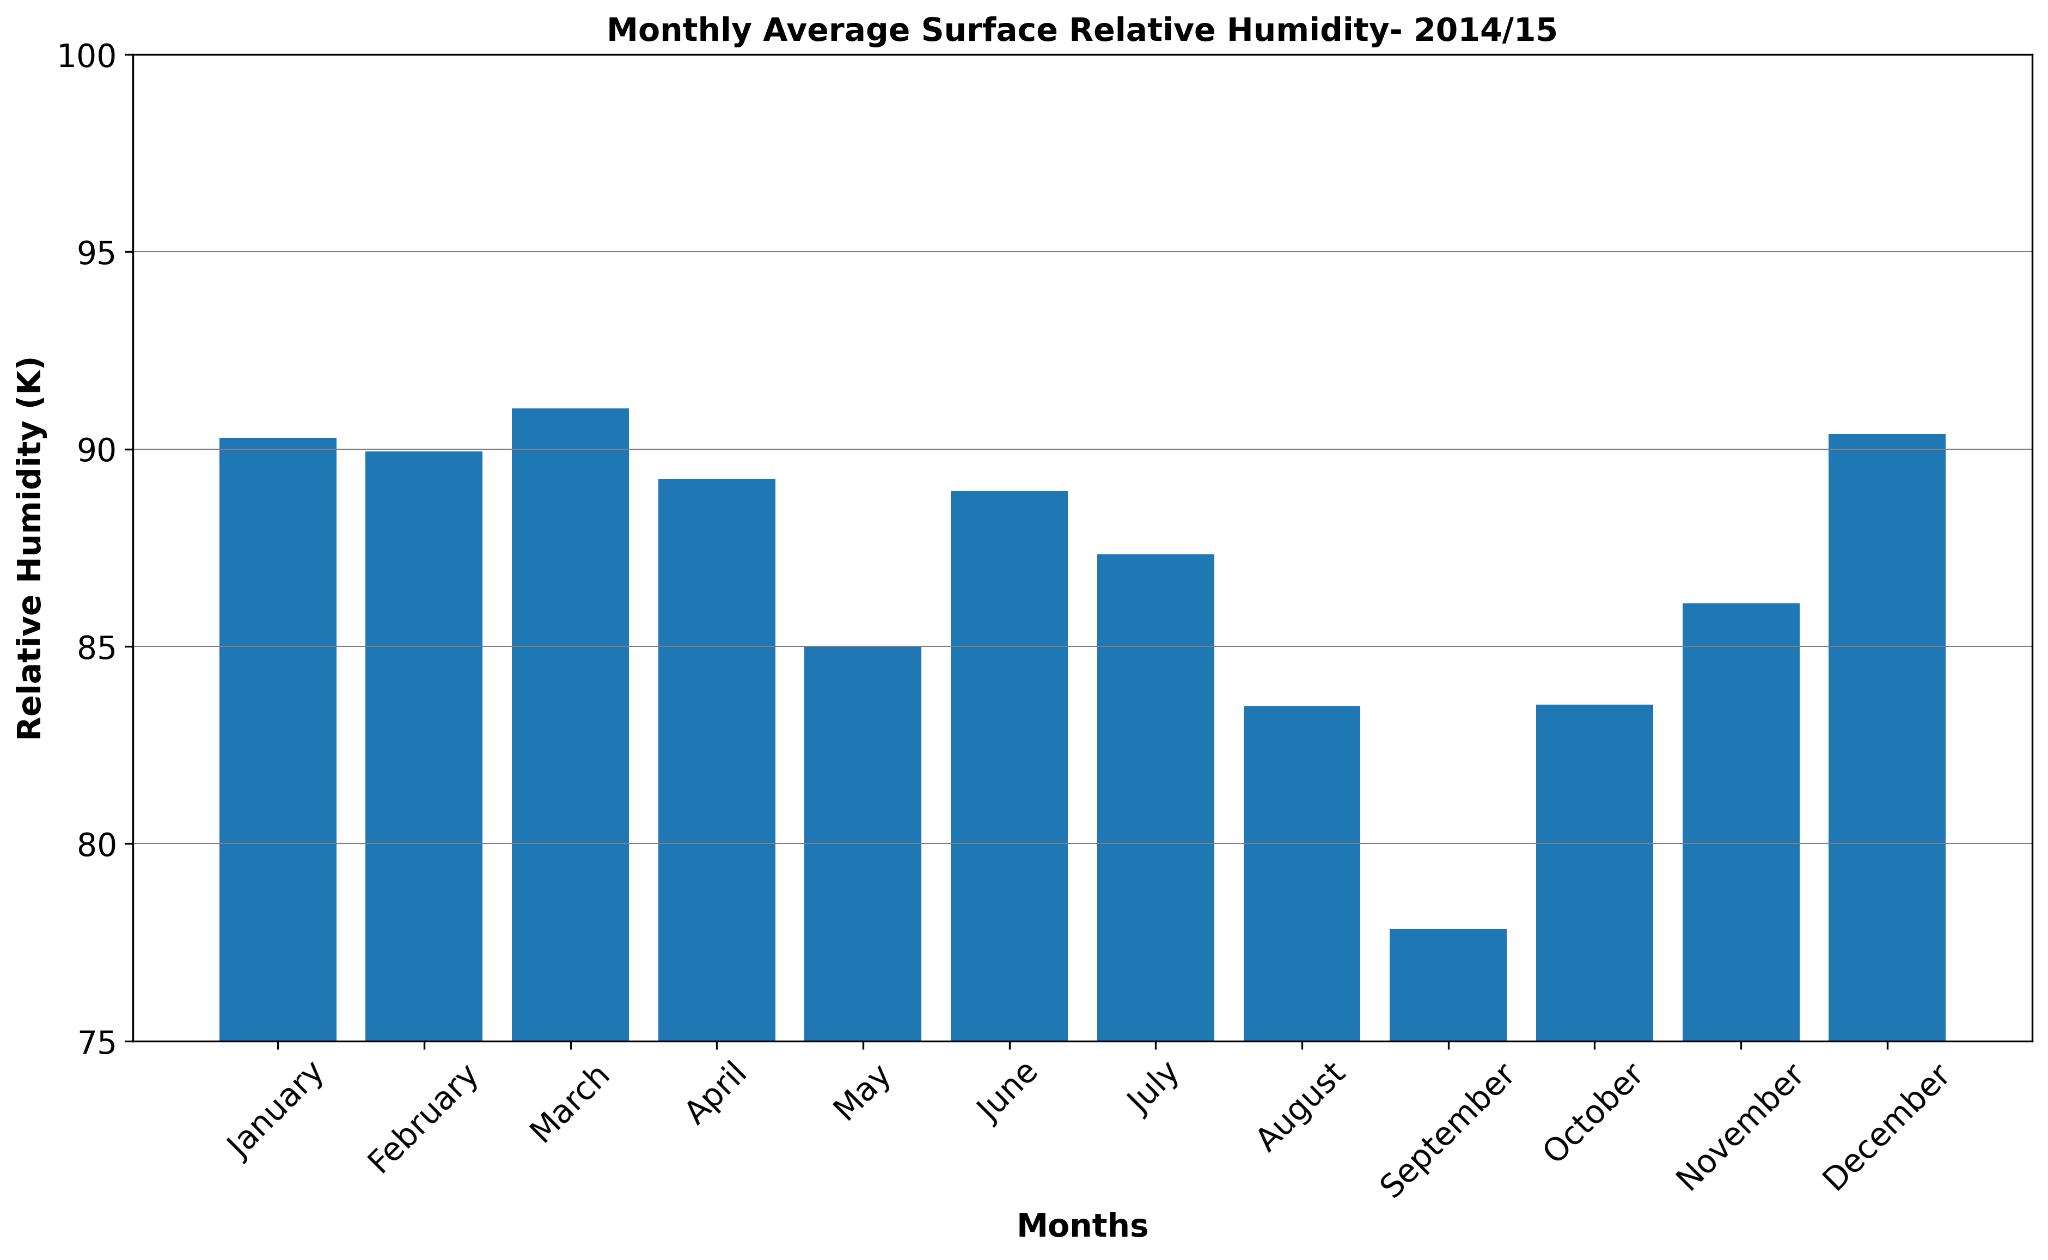 Monthly Average Surface Relative Humidity- 2014/15
Relative Humidity (K)
100
95
90
85
80
75
January
February
March
April
May
June
July
August
September
October
November
December
Months